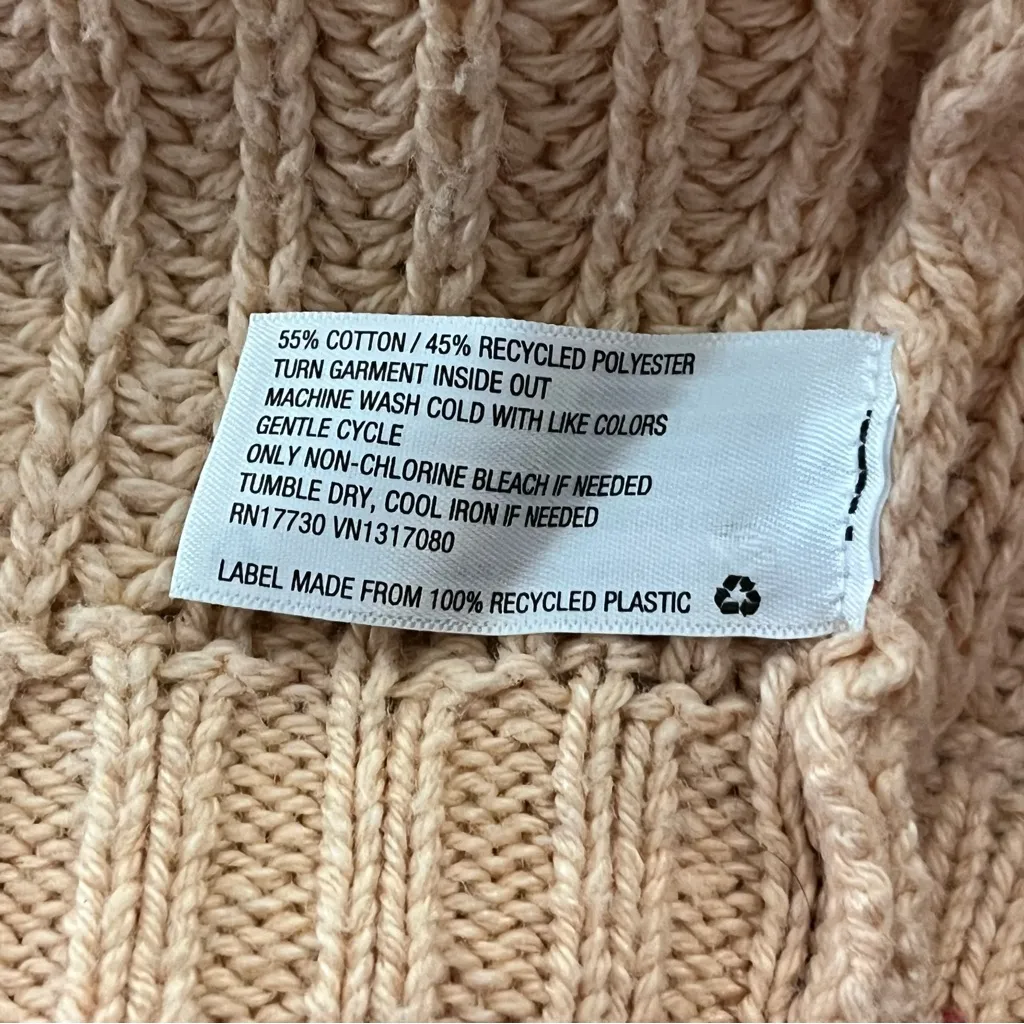 55% COTTON / 45% RECYCLED POLYESTER
TURN GARMENT INSIDE OUT
MACHINE WASH COLD WITH LIKE COLORS
GENTLE CYCLE
ONLY NON-CHLORINE BLEACH IF NEEDED
TUMBLE DRY, COOL IRON IF NEEDED
RN17730 VN1317080
LABEL MADE FROM 100% RECYCLED PLASTIC